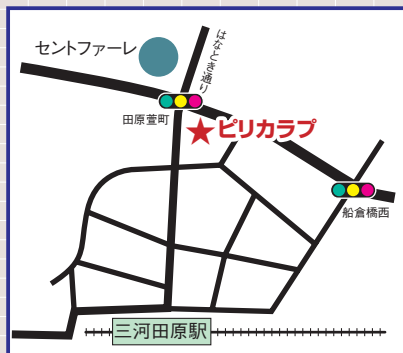 セントファーレ
はなとき通り
田原萱町
★ピリカラブ
船倉橋西
三河田原駅